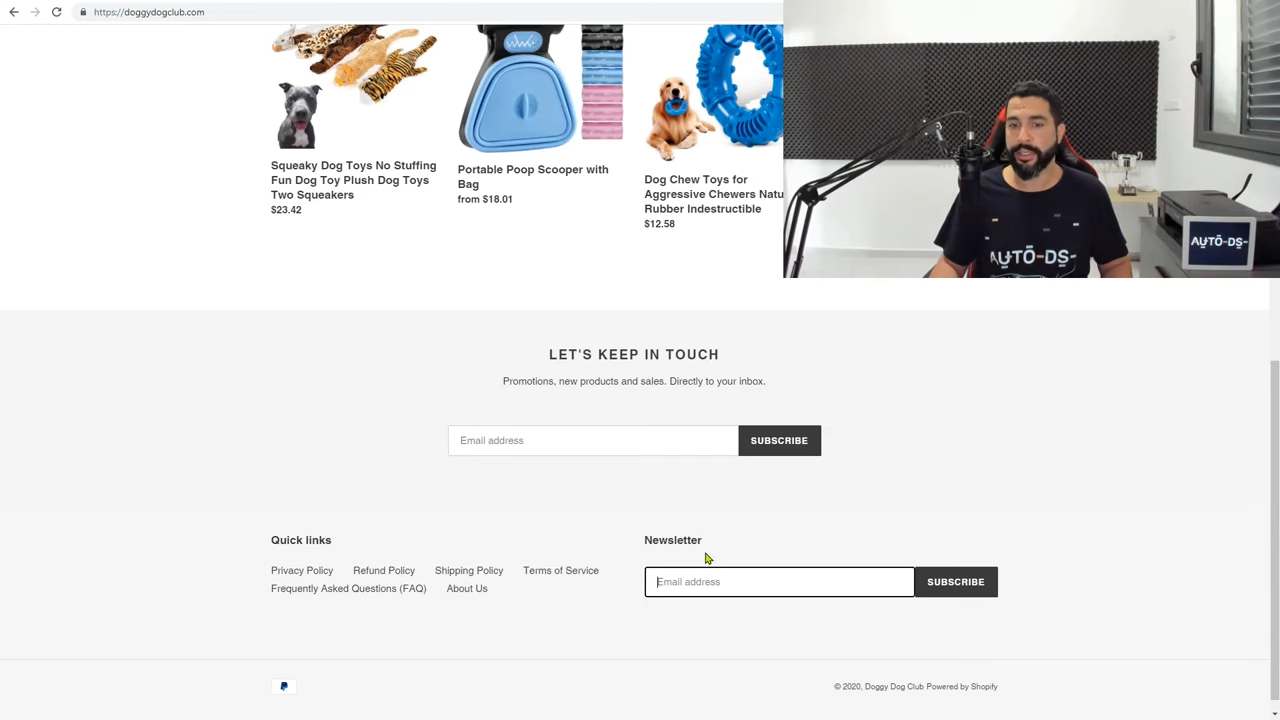 https://doggydogclub.com
Squeaky Dog Toys No Stuffing
Fun Dog Toy Plush Dog Toys
Two Squeakers
$23.42
Portable Poop Scooper with
Bag
from $18.01
Dog Chew Toys for
Aggressive Chewers Natu
Rubber Indestructible
$12.58
AUTO-DS-
AUTO-DS-
LET'S KEEP IN TOUCH
Promotions, new products and sales. Directly to your inbox.
Email address
SUBSCRIBE
Quick links
Privacy Policy Refund Policy Shipping Policy Terms of Service
Frequently Asked Questions (FAQ) About Us
Newsletter
Email address
SUBSCRIBE
© 2020, Doggy Dog Club Powered by Shopify